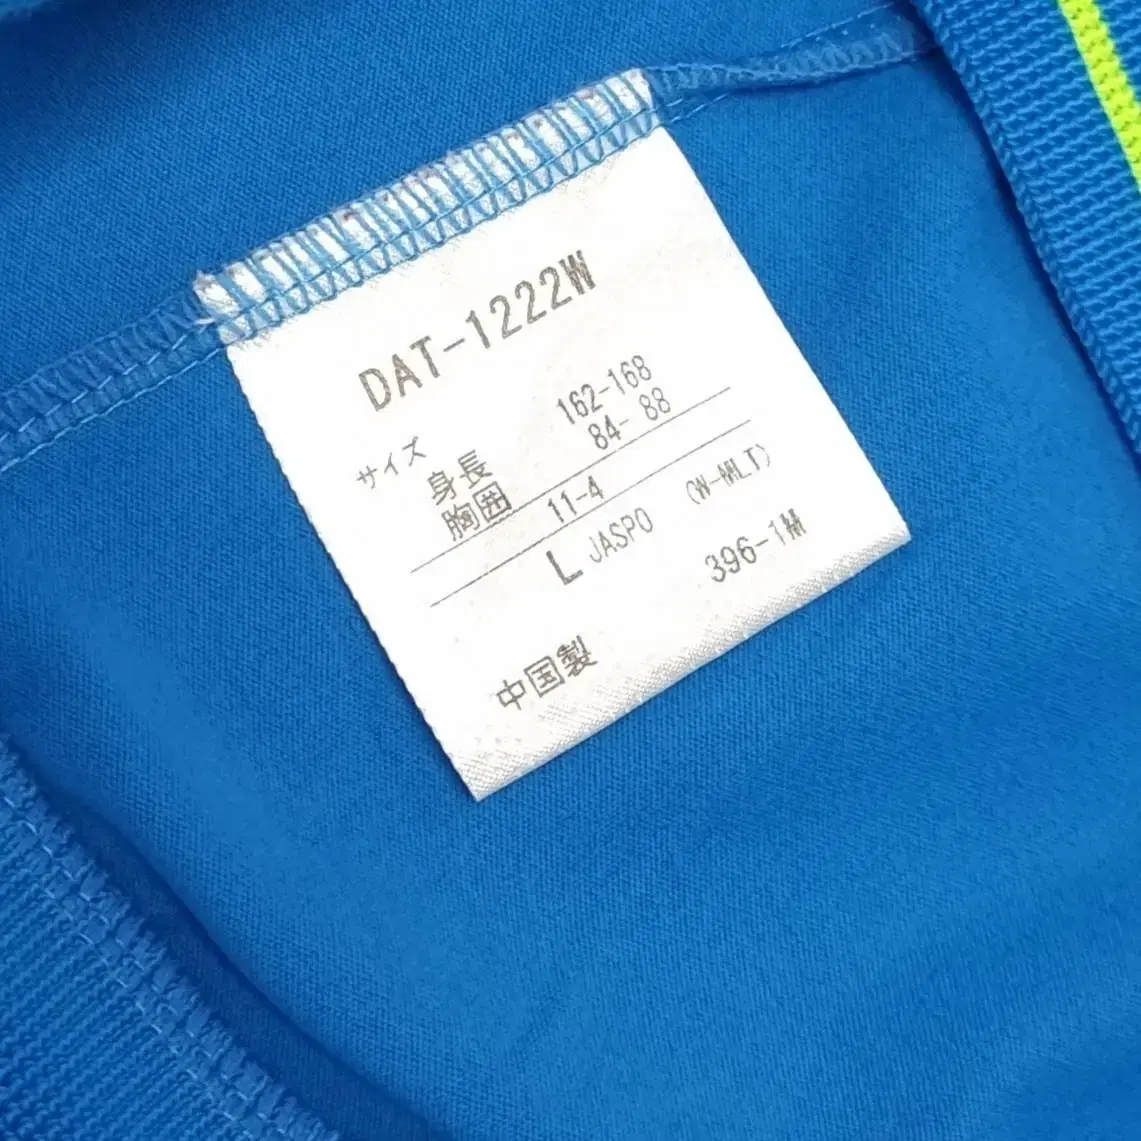 DAT-1222W
サイズ
身長 162-168
胸囲 84- 88
11-4
L JASPO (W-MLT)
396-1M
中国製